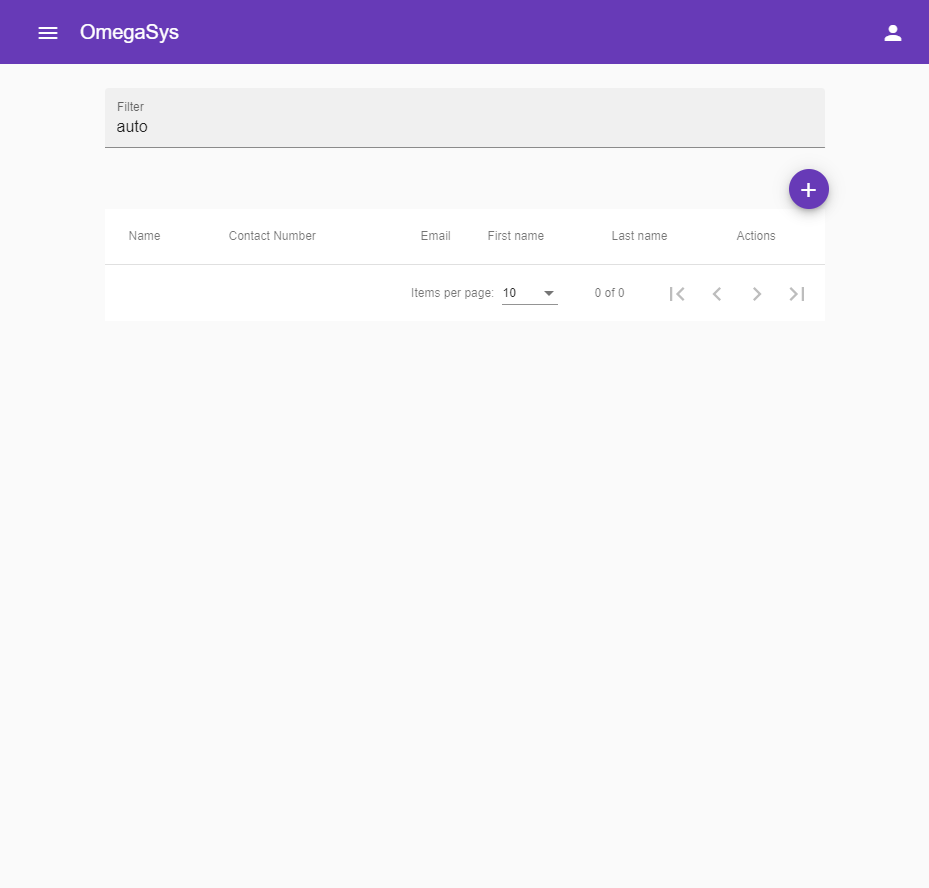 OmegaSys
Filter
auto
Name Contact Number Email First name Last name Actions
Items per page: 10 0 of 0